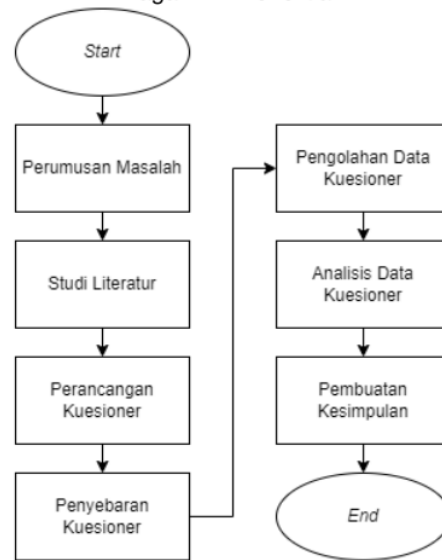 Start
Perumusan Masalah
Studi Literatur
Perancangan
Kuesioner
Penyebaran
Kuesioner
Pengolahan Data
Kuesioner
Analisis Data
Kuesioner
Pembuatan
Kesimpulan
End